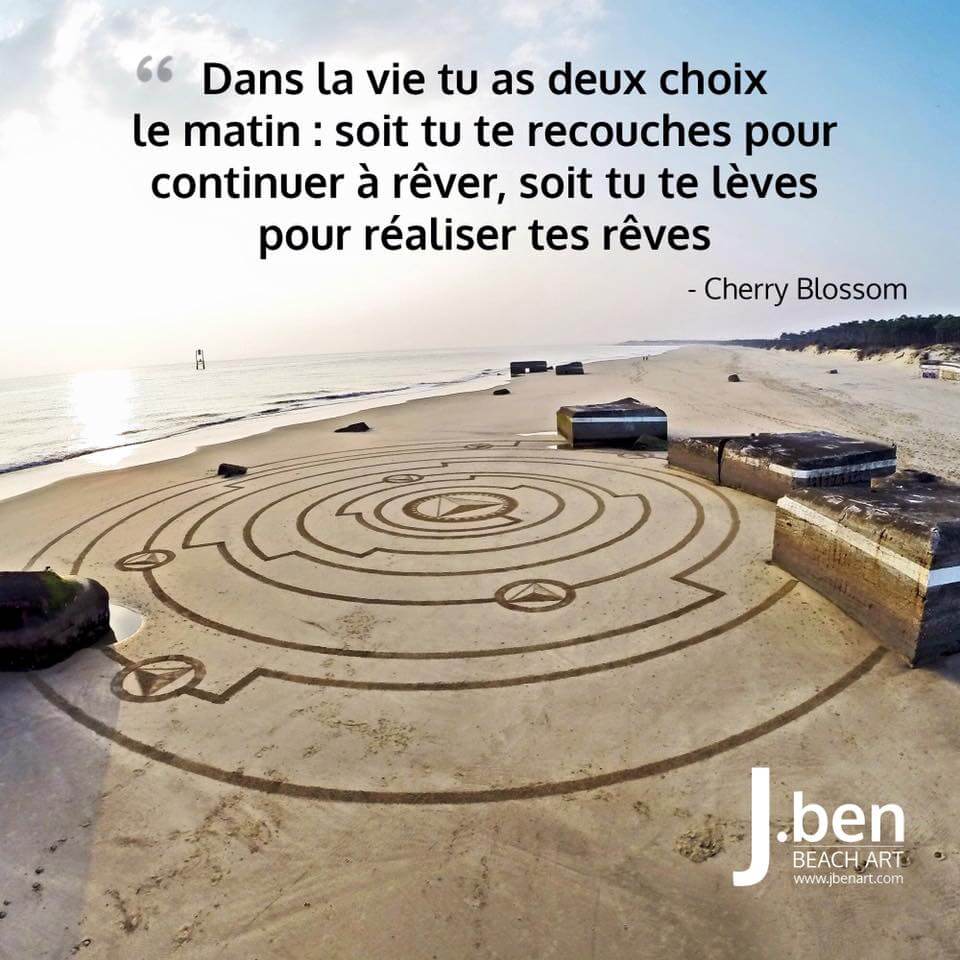 “ Dans la vie tu as deux choix
le matin : soit tu te recouches pour
continuer à rêver, soit tu te lèves
pour réaliser tes rêves
- Cherry Blossom
J.ben
BEACH ART
www.jbenart.com